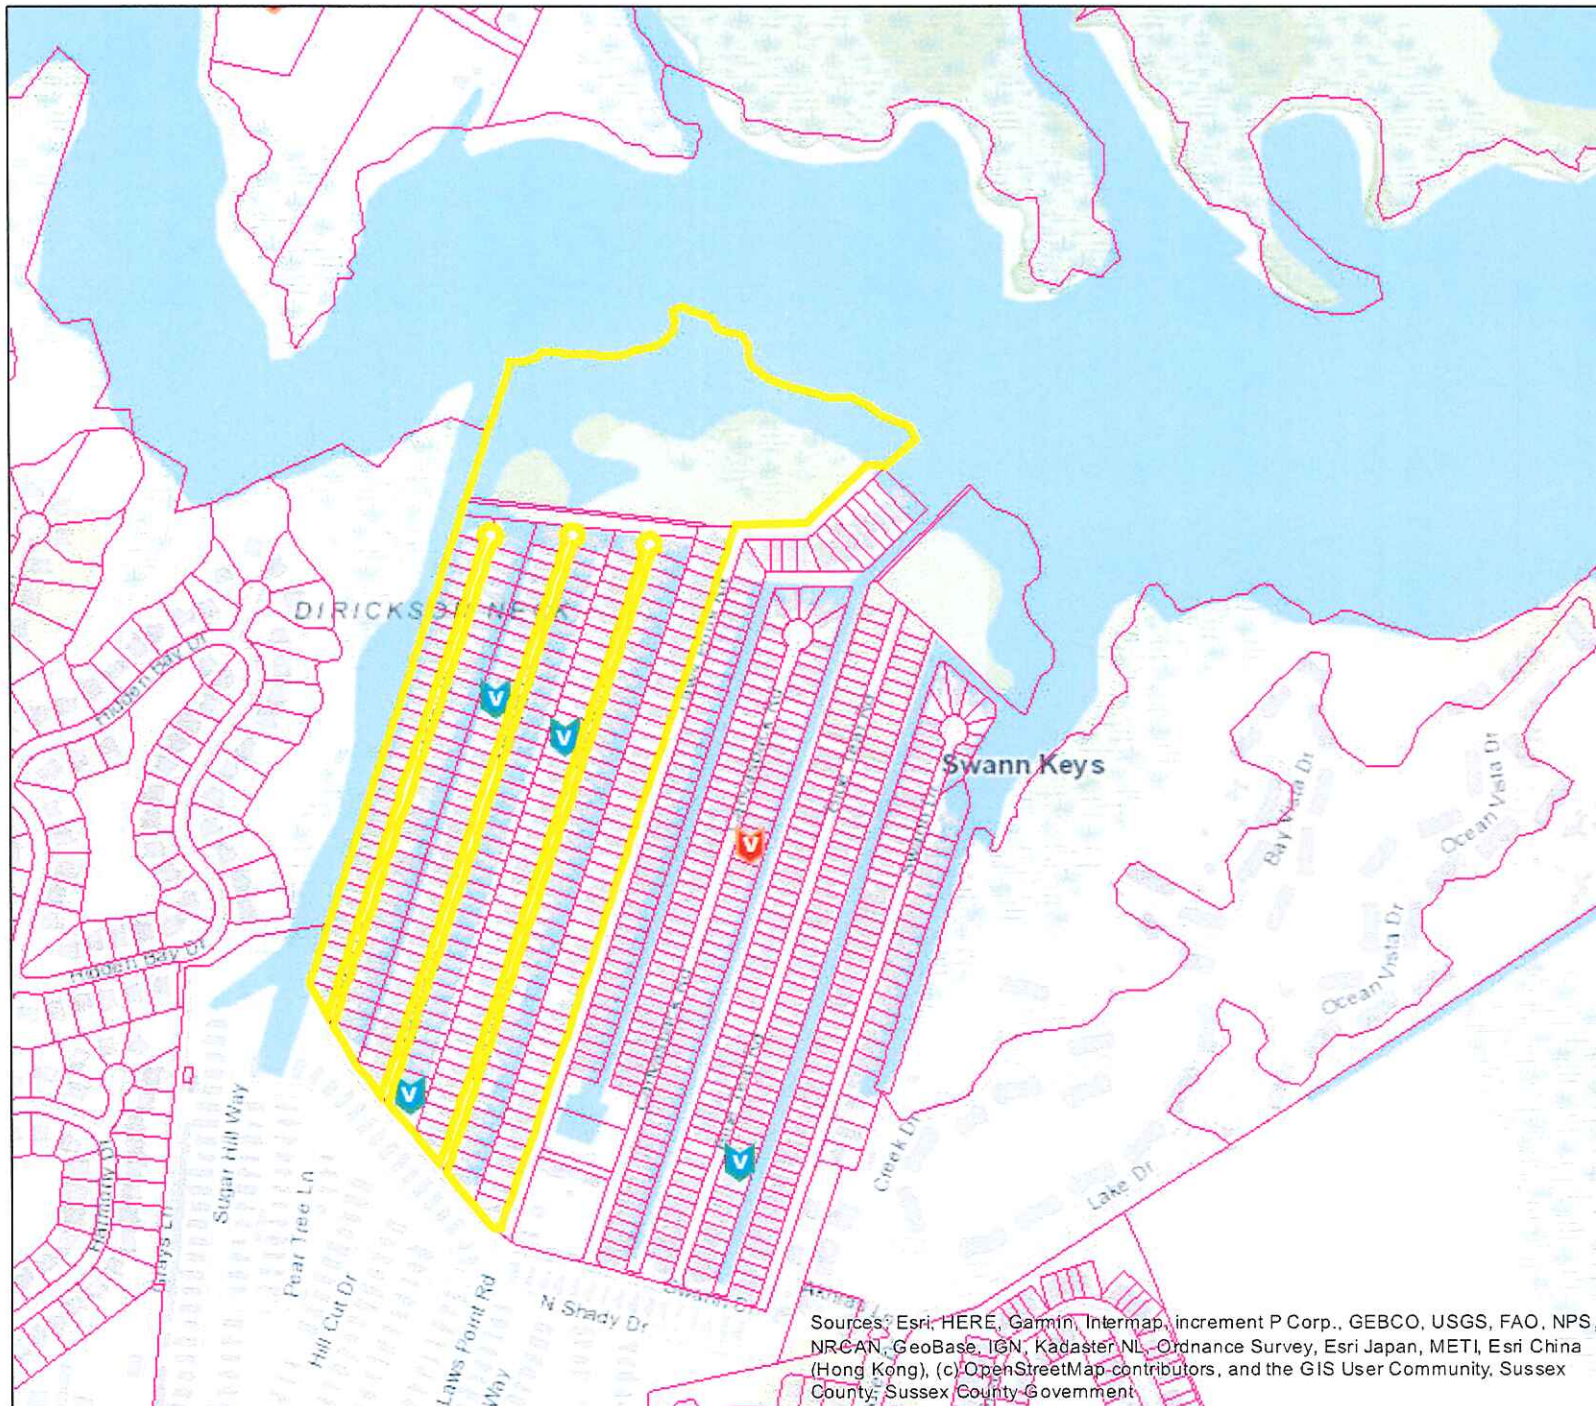 DIRICKSON NECK
Hidden Bay Dr
Swann Keys
Bay Vista Dr
Ocean Vista Dr
Ocean Vista Dr
Hidden Bay Dr
Sugar Hill Way
Harmony Dr
Pear Tree Ln
Creek Dr
Lake Dr
Hill Cut Dr
Laws Point Rd
N Shady Dr
Way
V
V
V
V
V
Sources: Esri, HERE, Garmin, Intermap, increment P Corp., GEBCO, USGS, FAO, NPS,
NRCAN, GeoBase, IGN, Kadaster NL, Ordnance Survey, Esri Japan, METI, Esri China
(Hong Kong), (c) OpenStreetMap contributors, and the GIS User Community, Sussex
County, Sussex County Government